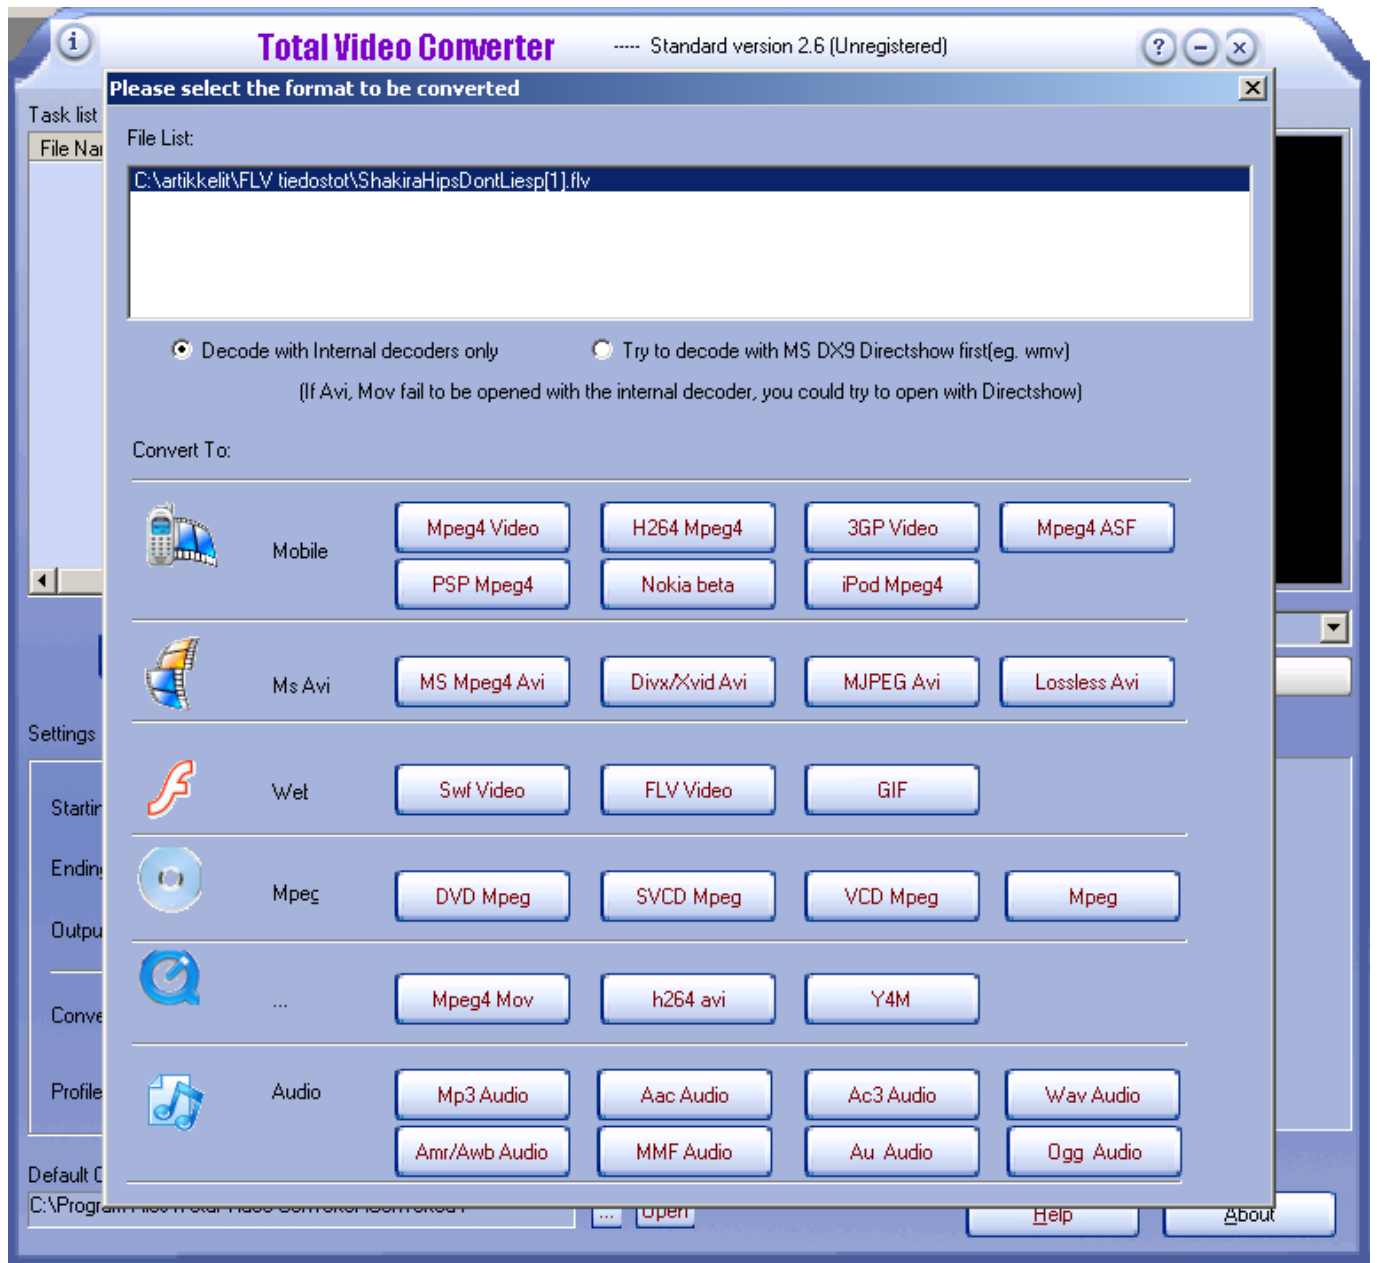 Total Video Converter ----- Standard version 2.6 (Unregistered)
Please select the format to be converted
Task list
File List:
C:\artikkelit\FLV tiedostot\ShakiraHipsDontLiesp[1].flv
Decode with Internal decoders only Try to decode with MS DX9 Directshow first(eg. wmv)
(If Avi, Mov fail to be opened with the internal decoder, you could try to open with Directshow)
Convert To:
Mobile
Mpeg4 Video H264 Mpeg4 3GP Video Mpeg4 ASF
PSP Mpeg4 Nokia beta iPod Mpeg4
Ms Avi MS Mpeg4 Avi Divx/Xvid Avi MJPEG Avi Lossless Avi
Settings
Swf Video FLV Video GIF
Mpeg DVD Mpeg SVCD Mpeg VCD Mpeg Mpeg
... Mpeg4 Mov h264 avi Y4M
Audio Mp3 Audio Aac Audio Ac3 Audio Wav Audio
Amr/Awb Audio MMF Audio Au Audio Ogg Audio
Profile
Default
... Open Help About